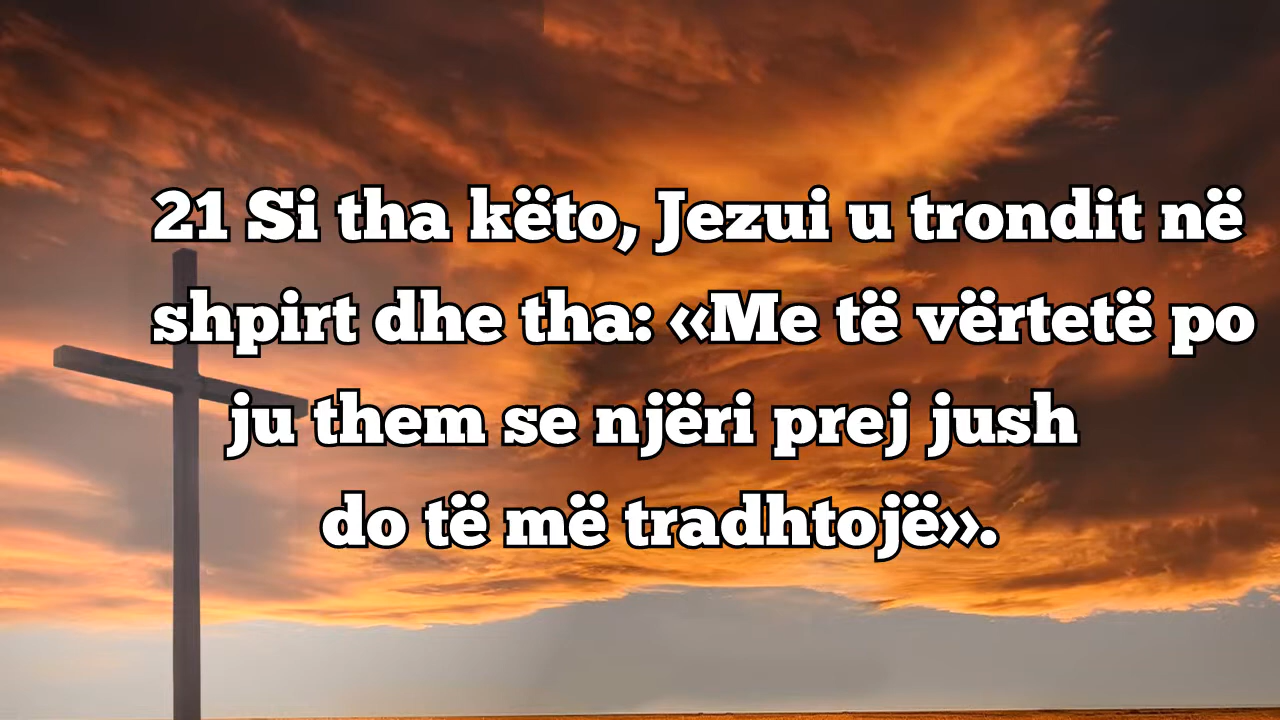 21 Si tha këto, Jezui u trondit në
shpirt dhe tha: «Me të vërtetë po
ju them se njëri prej jush
do të më tradhtojë».